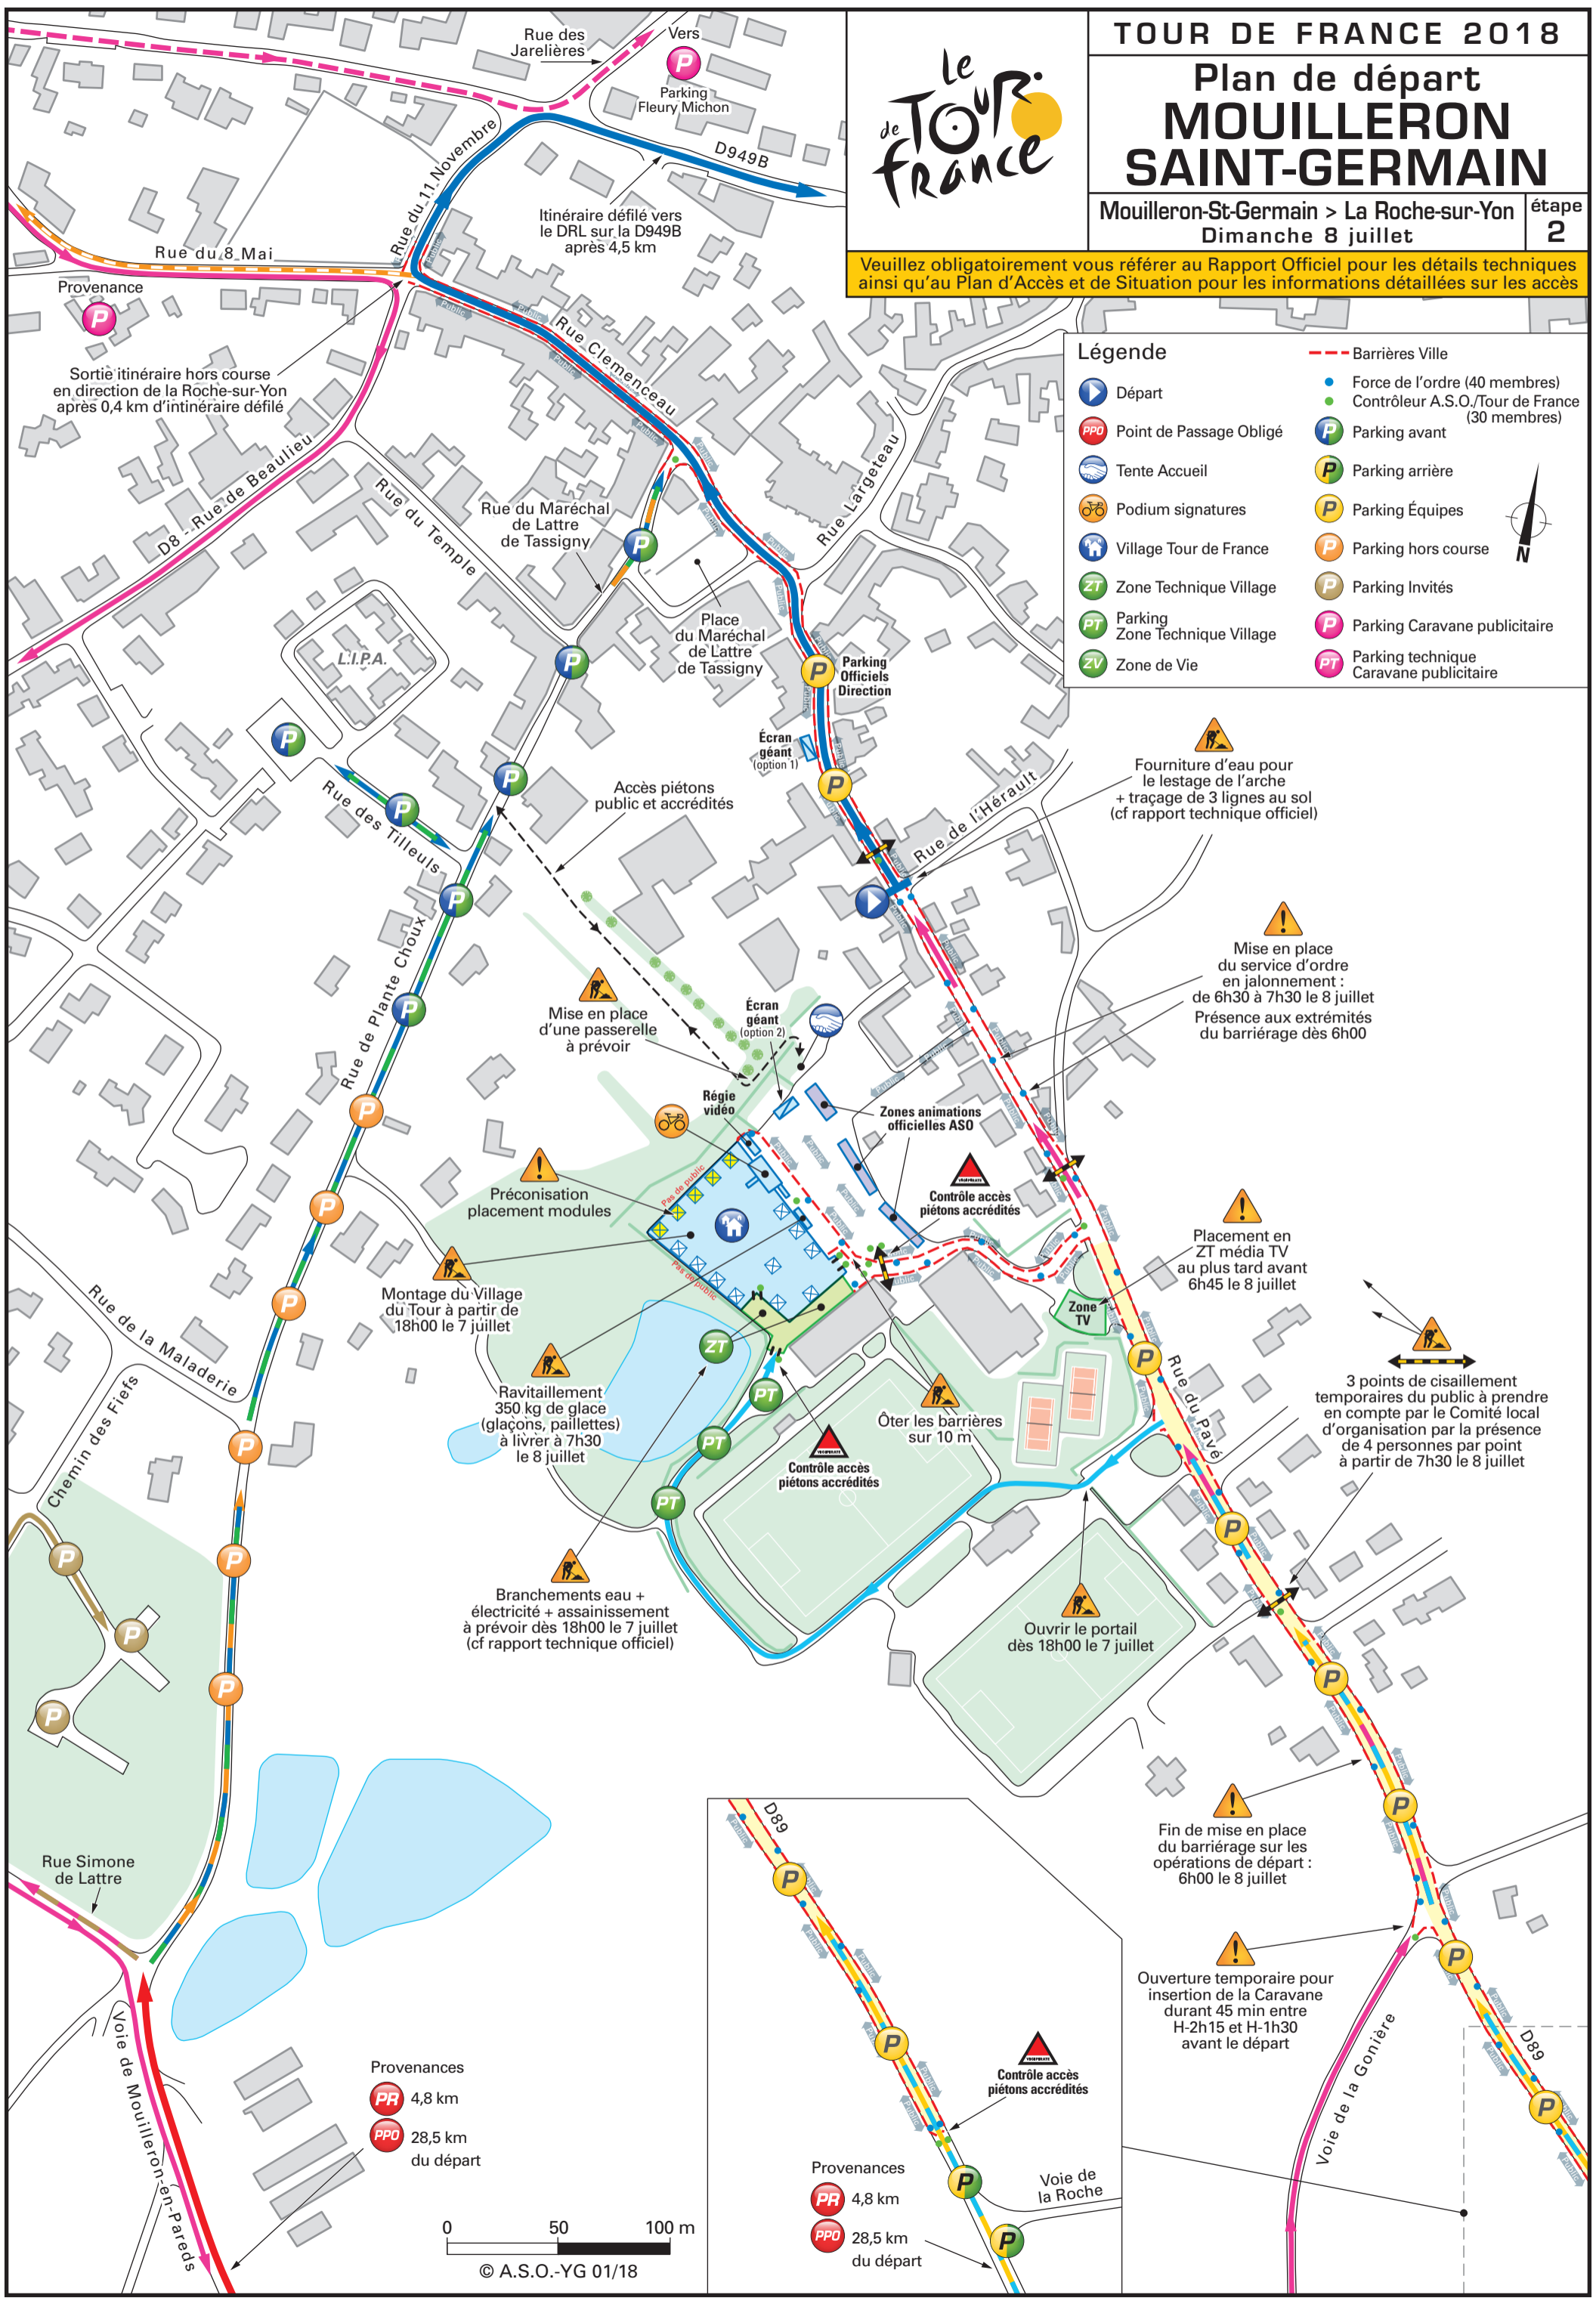 TOUR DE FRANCE 2018
Plan de départ
MOUILLERON
SAINT-GERMAIN
Mouilleron-St-Germain > La Roche-sur-Yon
Dimanche 8 juillet
étape
2
Veuillez obligatoirement vous référer au Rapport Officiel pour les détails techniques
ainsi qu'au Plan d'Accès et de Situation pour les informations détaillées sur les accès
Le
TOUR
de
france
Légende
Départ
PPO
Point de Passage Obligé
Tente Accueil
Podium signatures
Village Tour de France
ZT
Zone Technique Village
PT
Parking
Zone Technique Village
ZV
Zone de Vie
Barrières Ville
Force de l'ordre (40 membres)
Contrôleur A.S.O./Tour de France
(30 membres)
P
Parking avant
P
Parking arrière
P
Parking Équipes
P
Parking hors course
P
Parking Invités
P
Parking Caravane publicitaire
PT
Parking technique
Caravane publicitaire
N
Rue des
Jarelières
Vers
P
Parking
Fleury Michon
D949B
Rue du 11 Novembre
Itinéraire défilé vers
le DRL sur la D949B
après 4,5 km
Rue du 8 Mai
Provenance
P
Sortie itinéraire hors course
en direction de la Roche-sur-Yon
après 0,4 km d'intinéraire défilé
Rue Clemenceau
D8 - Rue de Beaulieu
Rue du Temple
Rue du Maréchal
de Lattre
de Tassigny
Rue Largeteau
P
Place
du Maréchal
de Lattre
de Tassigny
L.I.P.A.
P
P
Parking
Officiels
Direction
Écran
géant
(option 1)
P
P
P
P
Rue des Tilleuls
Accès piétons
public et accrédités
Rue de l'Hérault
Fourniture d'eau pour
le lestage de l'arche
+ traçage de 3 lignes au sol
(cf rapport technique officiel)
P
Rue de Plante Choux
P
Mise en place
du service d'ordre
en jalonnement :
de 6h30 à 7h30 le 8 juillet
Présence aux extrémités
du barriérage dès 6h00
Mise en place
d'une passerelle
à prévoir
Écran
géant
(option 2)
Régie
vidéo
Zones animations
officielles ASO
P
Pas de public
Préconisation
placement modules
Contrôle accès
piétons accrédités
P
Placement en
ZT média TV
au plus tard avant
6h45 le 8 juillet
Montage du Village
du Tour à partir de
18h00 le 7 juillet
Pas de public
P
Zone
TV
Rue de la Maladerie
ZT
P
Rue du Pavé
Ravitaillement
350 kg de glace
(glaçons, paillettes)
à livrer à 7h30
le 8 juillet
PT
PT
PT
Ôter les barrières
sur 10 m
Contrôle accès
piétons accrédités
3 points de cisaillement
temporaires du public à prendre
en compte par le Comité local
d'organisation par la présence
de 4 personnes par point
à partir de 7h30 le 8 juillet
Chemin des Fiefs
P
P
P
P
P
P
P
Branchements eau +
électricité + assainissement
à prévoir dès 18h00 le 7 juillet
(cf rapport technique officiel)
Ouvrir le portail
dès 18h00 le 7 juillet
P
P
P
Fin de mise en place
du barriérage sur les
opérations de départ :
6h00 le 8 juillet
Rue Simone
de Lattre
Ouverture temporaire pour
insertion de la Caravane
durant 45 min entre
H-2h15 et H-1h30
avant le départ
P
D89
P
Voie de la Gonière
Voie de Mouilleron-en-Pareds
Provenances
PR
4,8 km
PPO
28,5 km
du départ
0 50 100 m
© A.S.O.-YG 01/18
D89
P
P
Contrôle accès
piétons accrédités
P
P
Voie de
la Roche
Provenances
PR
4,8 km
PPO
28,5 km
du départ